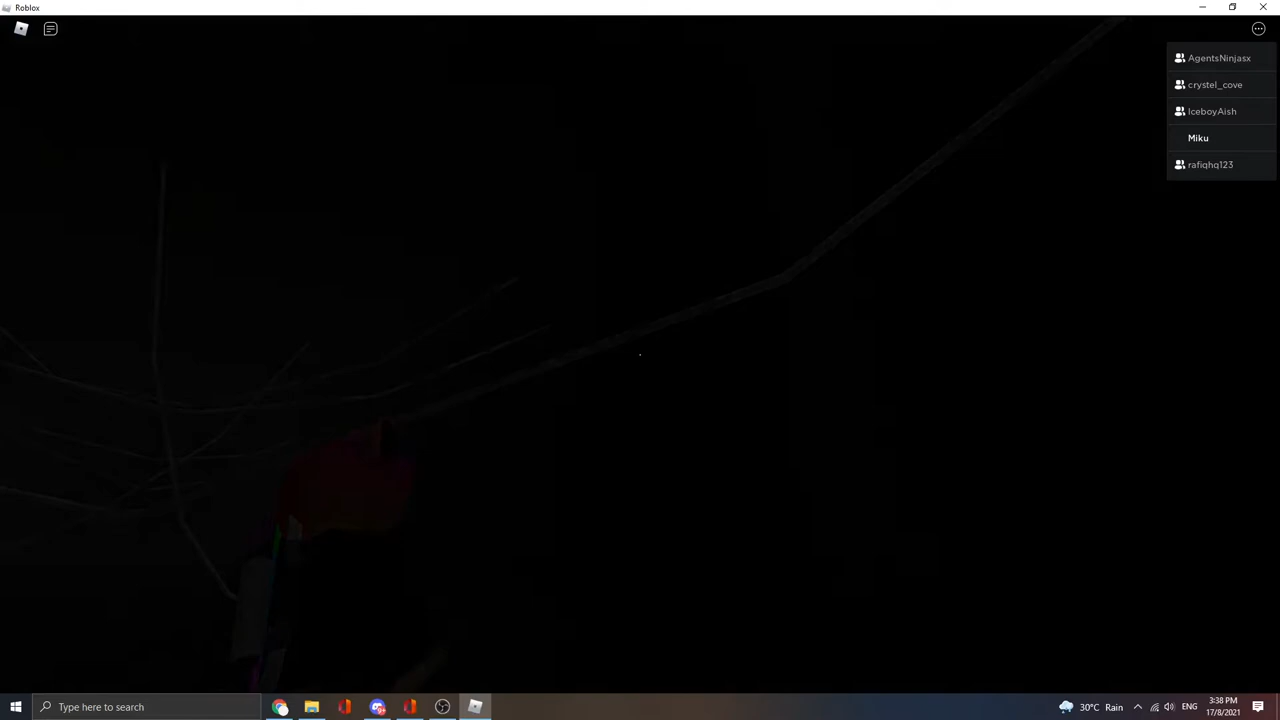 Roblox
AgentsNinjasx
crystel_cove
IceboyAish
Miku
rafiqhq123
Type here to search
30°C Rain
ENG
3:38 PM
17/8/2021